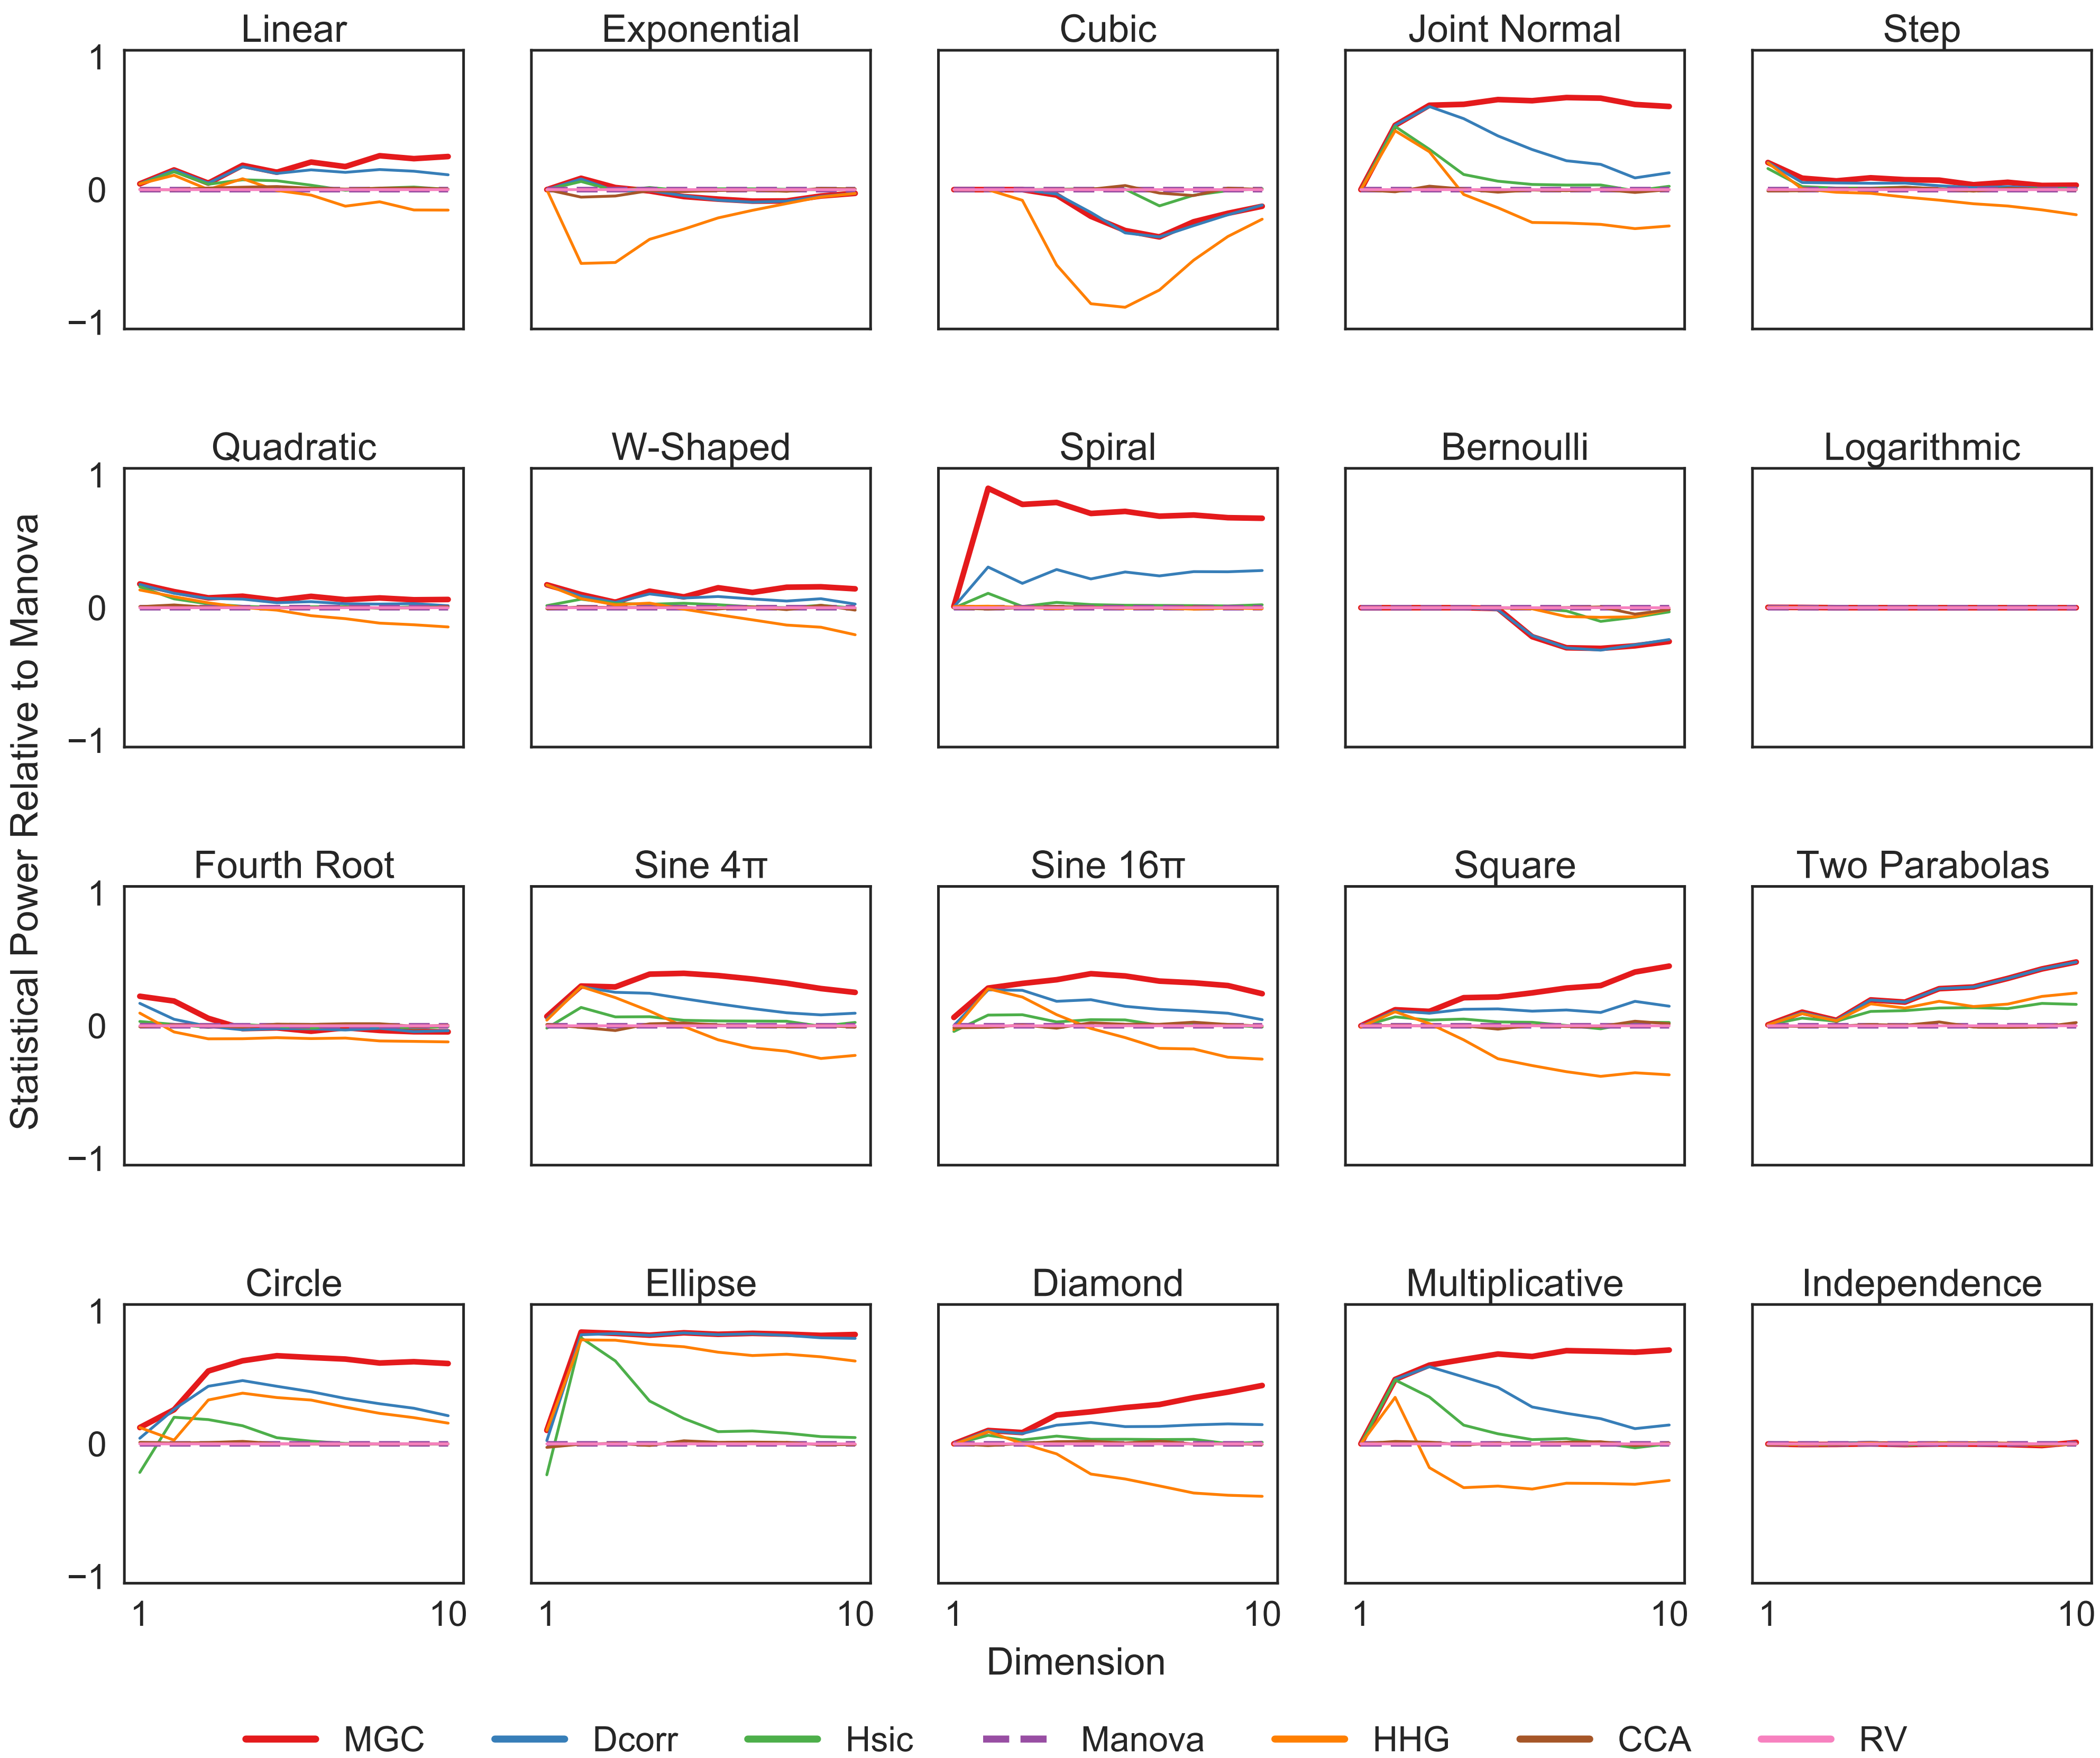 Linear Exponential Cubic Joint Normal Step
1
0
−1
Quadratic W-Shaped Spiral Bernoulli Logarithmic
1
0
−1
Statistical Power Relative to Manova
Fourth Root Sine 4π Sine 16π Square Two Parabolas
1
0
−1
Circle Ellipse Diamond Multiplicative Independence
1
0
−1
1 10 1 10 1 10 1 10 1 10
Dimension
MGC Dcorr Hsic Manova HHG CCA RV